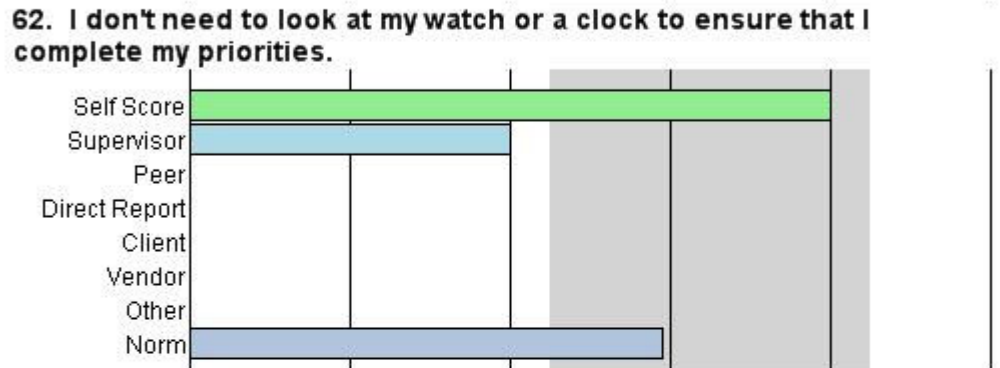 62. I don't need to look at my watch or a clock to ensure that I
complete my priorities.
Self Score
Supervisor
Peer
Direct Report
Client
Vendor
Other
Norm